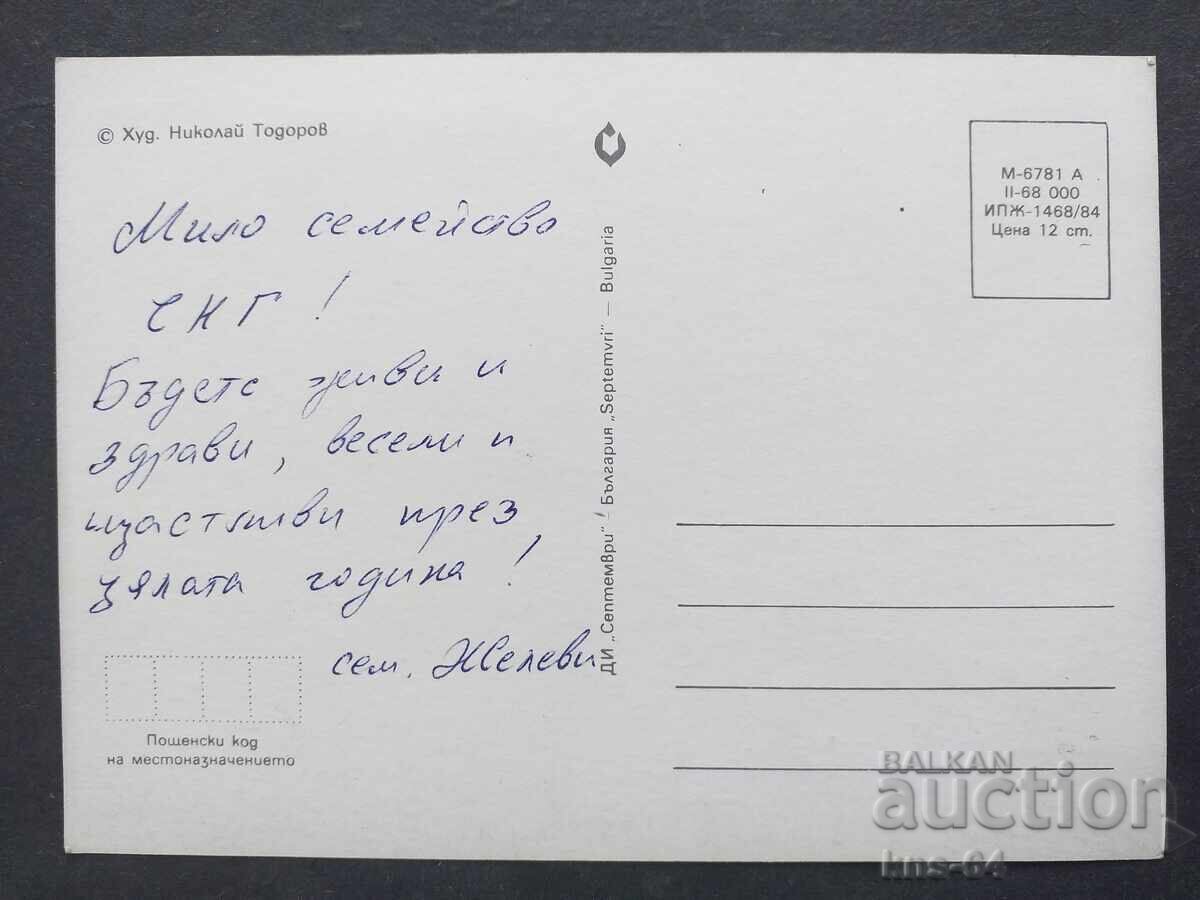 © Худ. Николай Тодоров
Мило семейство
ЧНГ!
Бъдете живи и
здрави, весели и
щастливи през
цялата година!
сем. Желеви
Пощенски код
на местоназначението
ДИ „Септември" - България „Septemvri" — Bulgaria
М-6781 А
II-68 000
ИПЖ-1468/84
Цена 12 ст.
BALKAN
auction
kns-64